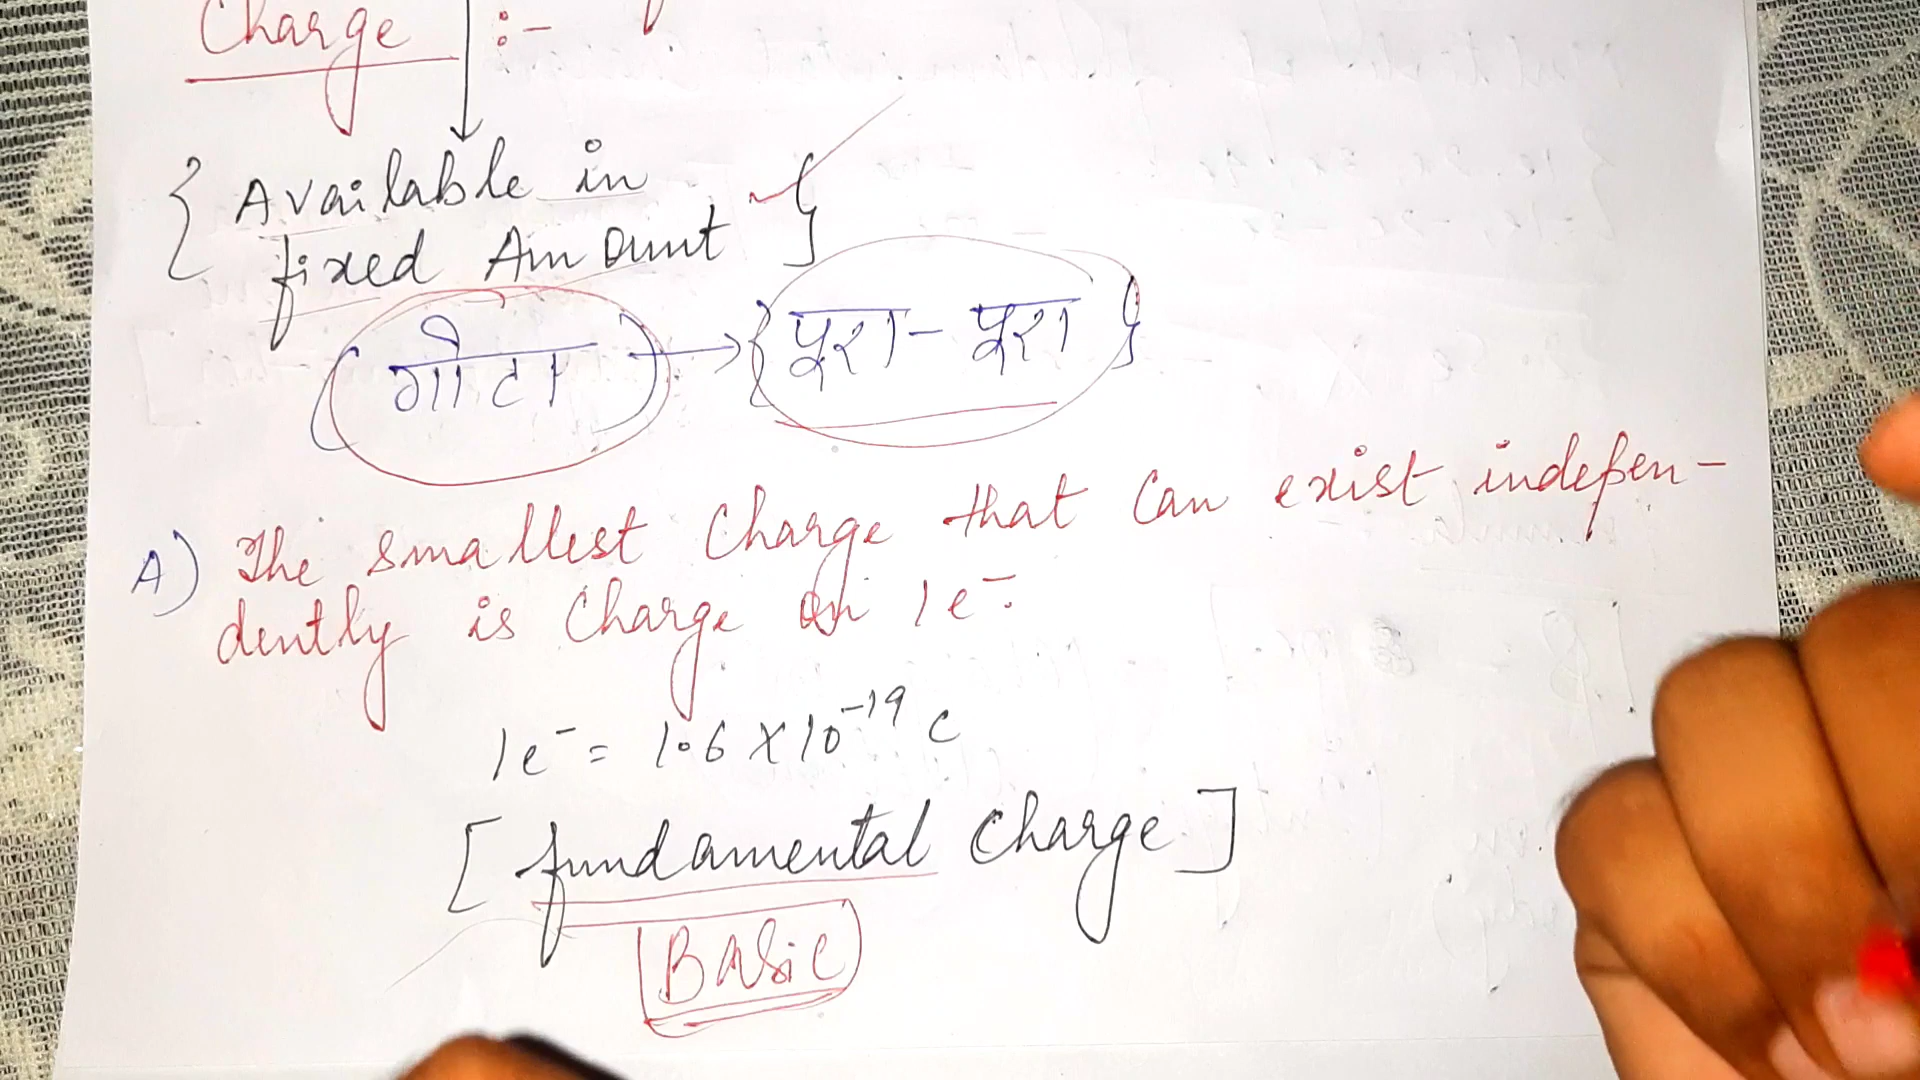 Charge :-
{ Available in
fixed Amount }
(गोटा) → { पूरा - पूरा }
A) The smallest charge that can exist indepen-
dently is charge on 1e⁻.
1e⁻ = 1.6 X 10⁻¹⁹ C
[ fundamental charge ]
Basic